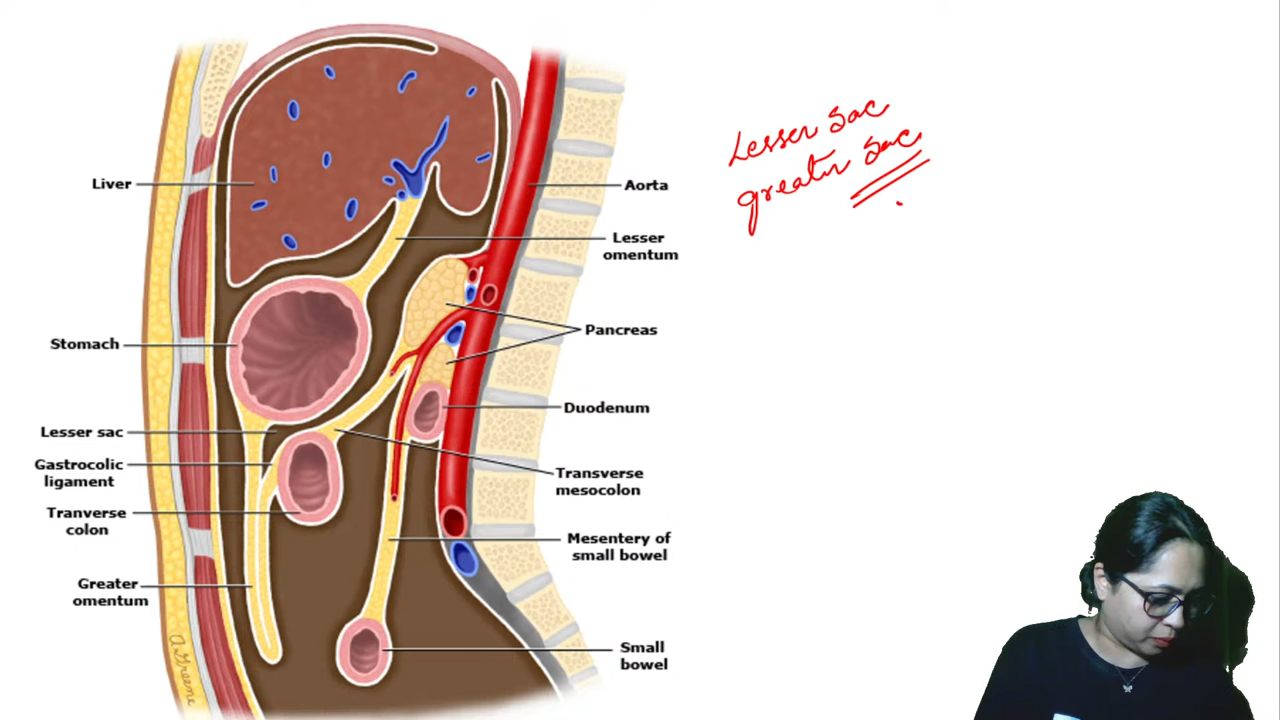 Lesser sac
greater sac
Liver
Aorta
Lesser
omentum
Pancreas
Stomach
Duodenum
Lesser sac
Gastrocolic
ligament
Transverse
mesocolon
Tranverse
colon
Mesentery of
small bowel
Greater
omentum
Small
bowel
A.Greene